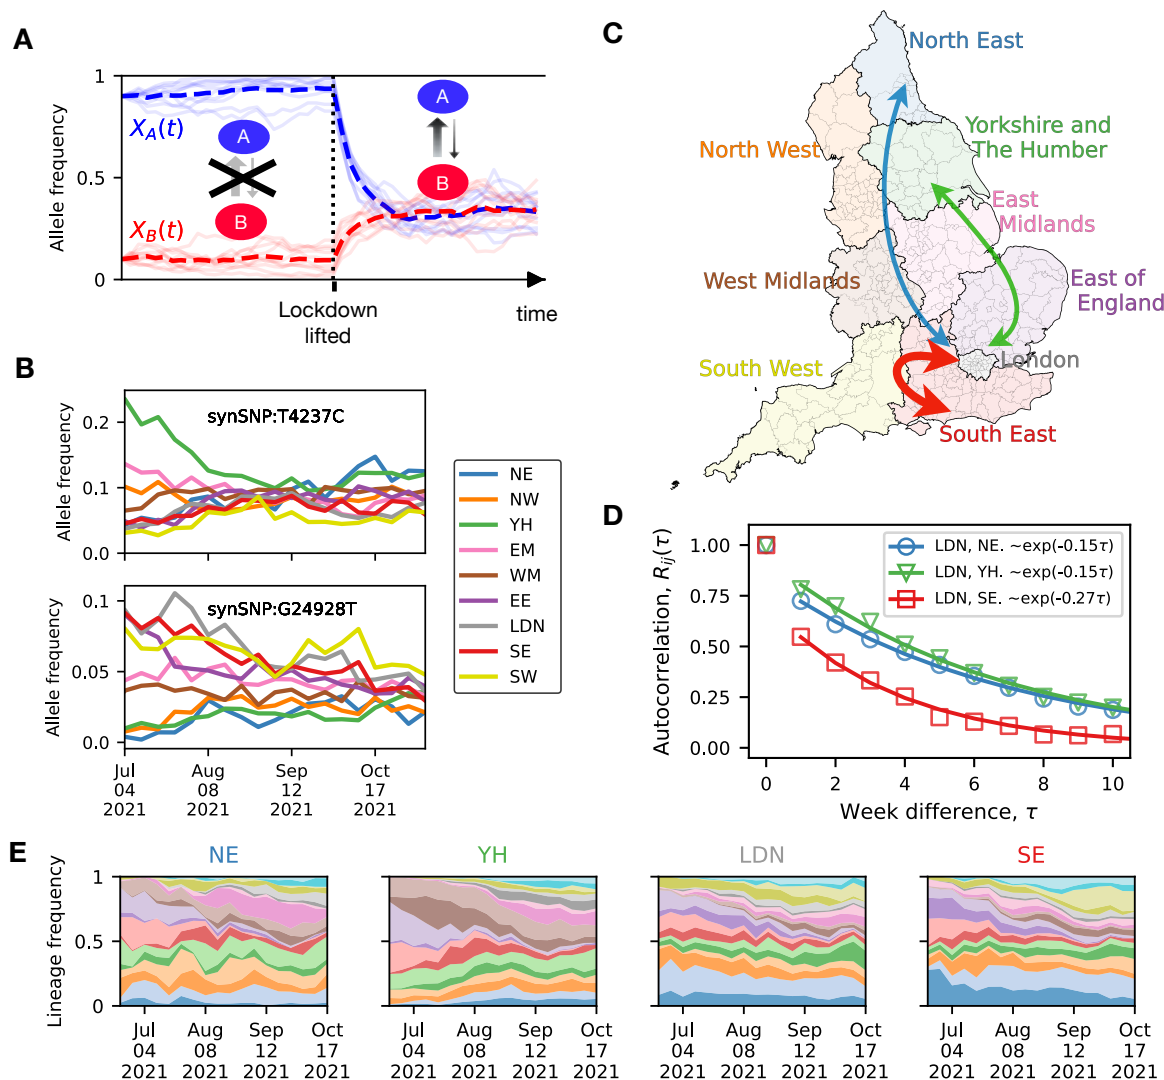 A
1
0.5
0
Allele frequency
X_A(t)
X_B(t)
A
B
A
B
Lockdown
lifted
time
B
synSNP:T4237C
0.2
0.1
0.0
Allele frequency
synSNP:G24928T
0.1
0.05
0.0
Allele frequency
Jul
04
2021
Aug
08
2021
Sep
12
2021
Oct
17
2021
NE
NW
YH
EM
WM
EE
LDN
SE
SW
C
North East
North West
Yorkshire and
The Humber
East
Midlands
West Midlands
East of
England
South West
London
South East
D
1.00
0.75
0.50
0.25
0.00
Autocorrelation, R_ij(τ)
LDN, NE. ~exp(-0.15τ)
LDN, YH. ~exp(-0.15τ)
LDN, SE. ~exp(-0.27τ)
0 2 4 6 8 10
Week difference, τ
E
NE
YH
LDN
SE
1
0.5
0
Lineage frequency
Jul
04
2021
Aug
08
2021
Sep
12
2021
Oct
17
2021
Jul
04
2021
Aug
08
2021
Sep
12
2021
Oct
17
2021
Jul
04
2021
Aug
08
2021
Sep
12
2021
Oct
17
2021
Jul
04
2021
Aug
08
2021
Sep
12
2021
Oct
17
2021